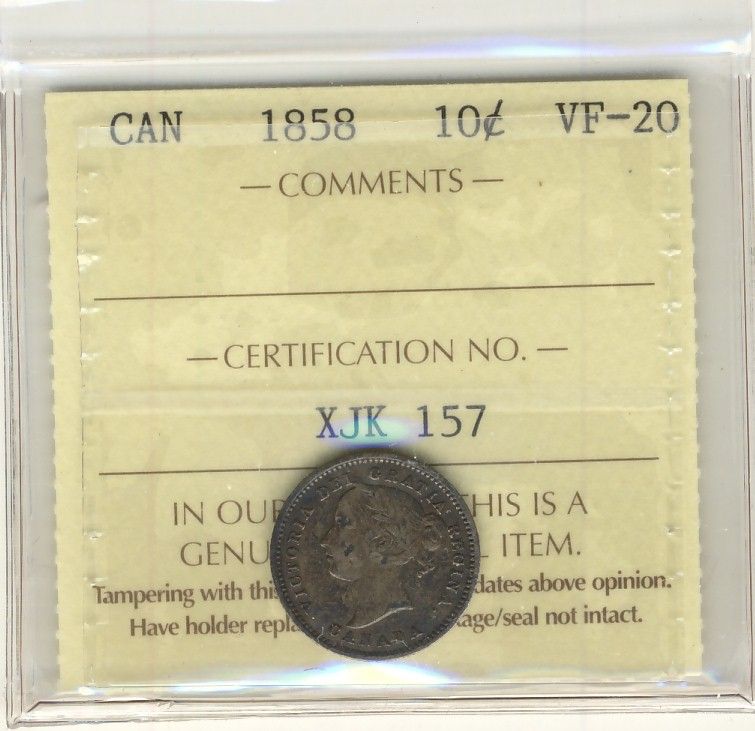 CAN 1858 10¢ VF-20
— COMMENTS —
— CERTIFICATION NO. —
XJK 157
IN OUR THIS IS A
GENU L ITEM.
Tampering with this dates above opinion.
Have holder repla kage/seal not intact.
VICTORIA DEI GRATIA REGINA.
CANADA